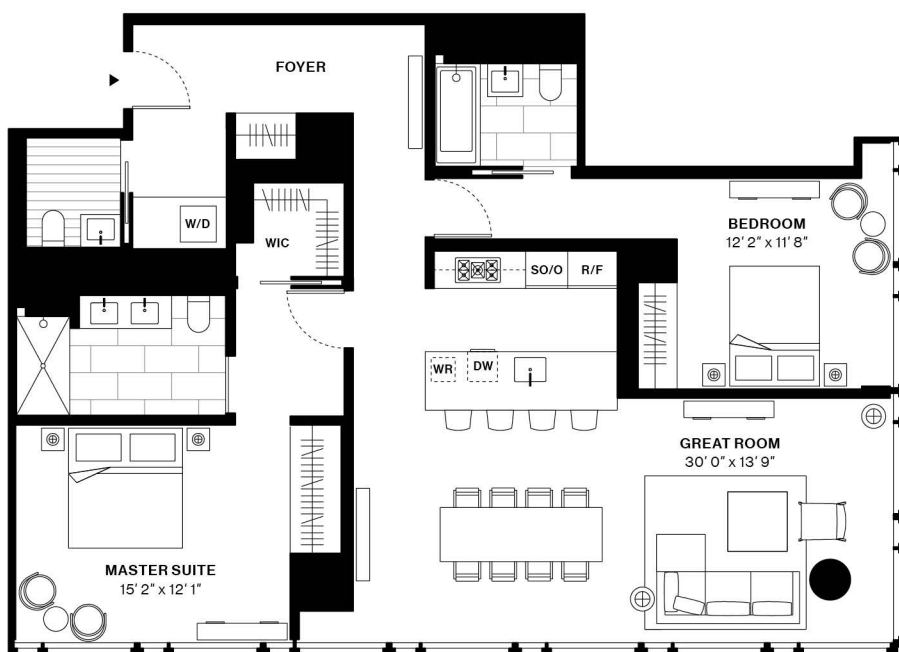 FOYER
W/D
WIC
SO/O
R/F
BEDROOM
12' 2" x 11' 8"
WR
DW
GREAT ROOM
30' 0" x 13' 9"
MASTER SUITE
15' 2" x 12' 1"